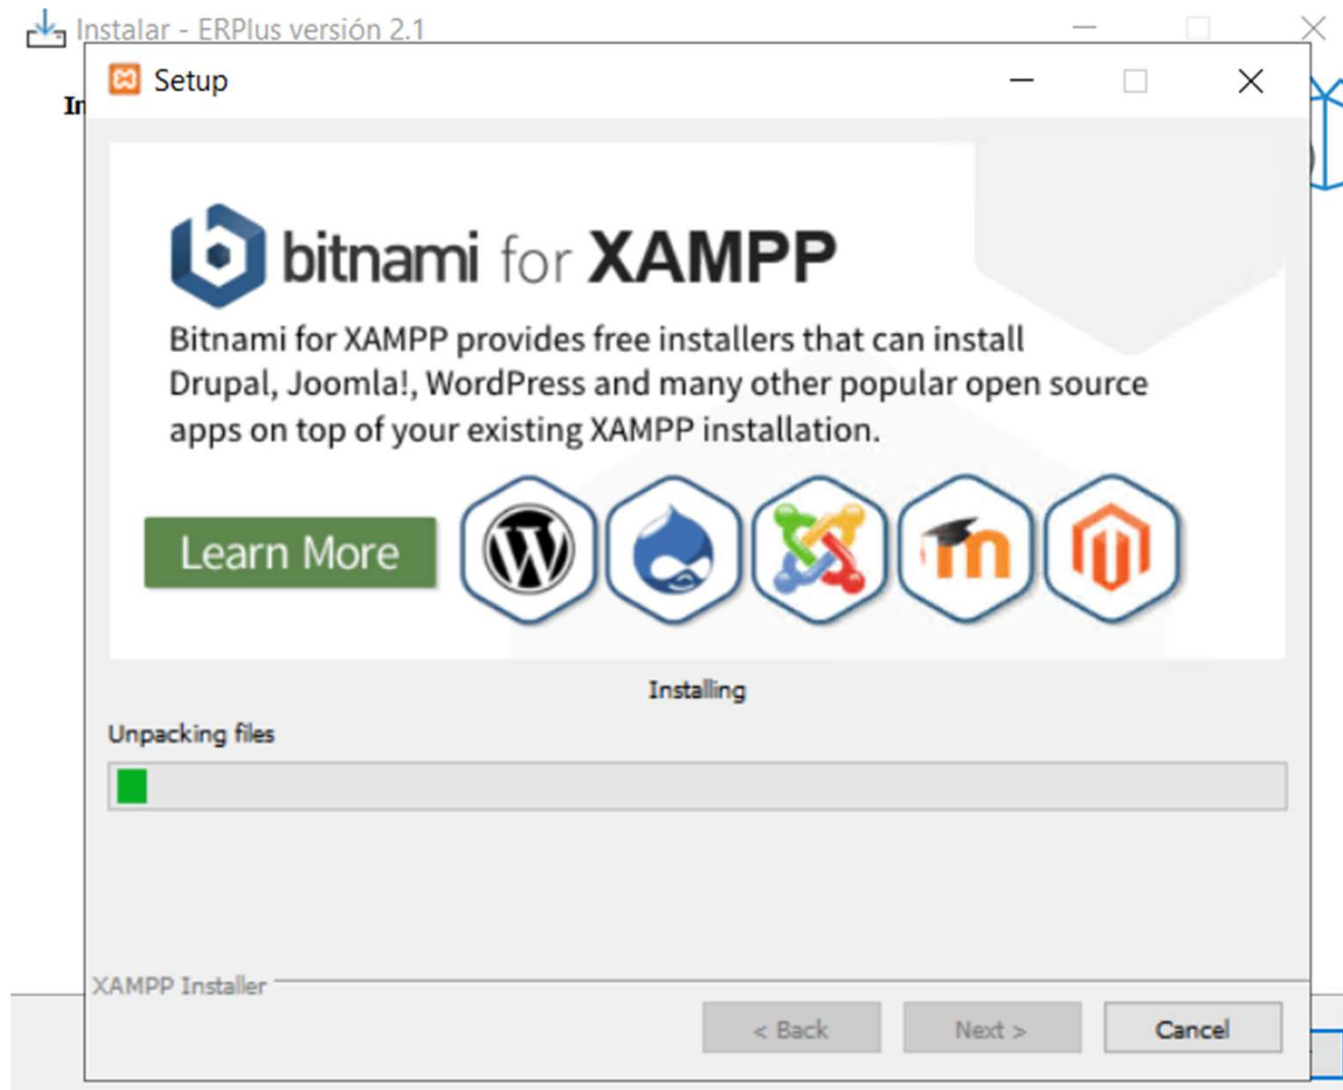 Instalar - ERPlus versión 2.1
Setup
In
bitnami for XAMPP
Bitnami for XAMPP provides free installers that can install
Drupal, Joomla!, WordPress and many other popular open source
apps on top of your existing XAMPP installation.
Learn More
Installing
Unpacking files
XAMPP Installer
< Back
Next >
Cancel